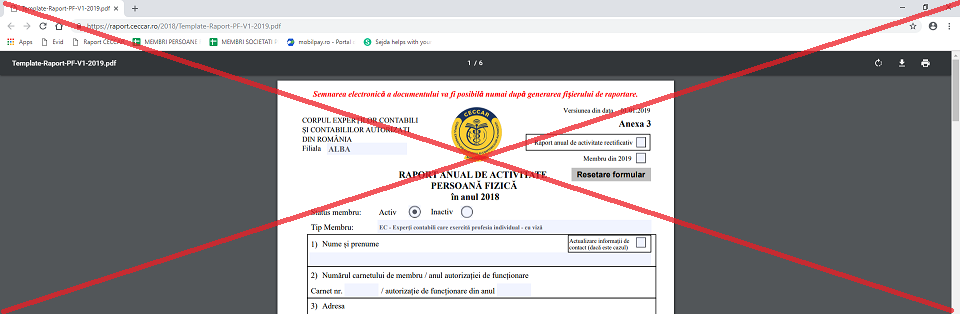 Template-Raport-PF-V1-2019.pdf
https://raport.ceccar.ro/2018/Template-Raport-PF-V1-2019.pdf
Apps Evid Raport CECCAR MEMBRI PERSOANE MEMBRI SOCIETATI mobilpay.ro - Portal Sejda helps with your
Template-Raport-PF-V1-2019.pdf 1 / 6
Semnarea electronică a documentului va fi posibilă numai după generarea fișierului de raportare.
Versiunea din data 01.2019
CORPUL EXPERȚILOR CONTABILI
ȘI CONTABILILOR AUTORIZAȚI
DIN ROMÂNIA
Filiala ALBA
CECCAR
Anexa 3
Raport anual de activitate rectificativ
Membru din 2019
Resetare formular
RAPORT ANUAL DE ACTIVITATE
PERSOANĂ FIZICĂ
în anul 2018
Status membru: Activ Inactiv
Tip Membru: EC - Experți contabili care exercită profesia individual - cu viză
1) Nume și prenume
Actualizare informații de
contact (dacă este cazul)
2) Numărul carnetului de membru / anul autorizației de funcționare
Carnet nr. / autorizație de funcționare din anul
3) Adresa